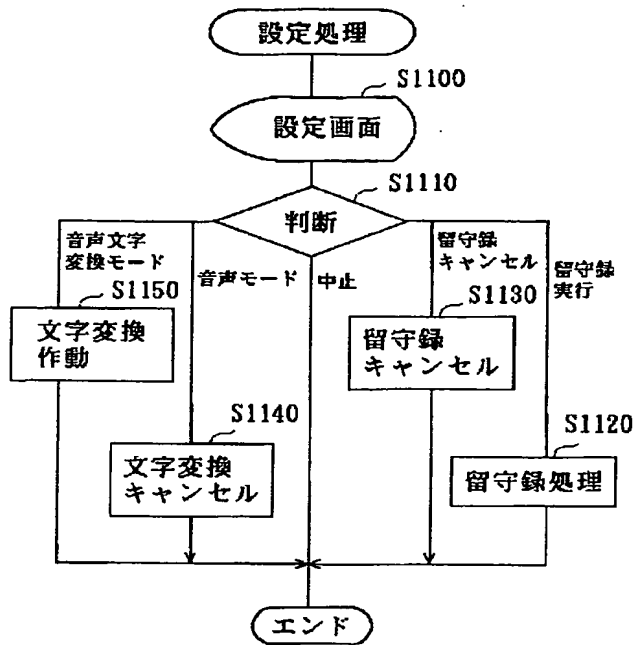 設定処理
S1100
設定画面
S1110
判断
音声文字
変換モード
音声モード
中止
留守録
キャンセル
留守録
実行
S1150
文字変換
作動
S1130
留守録
キャンセル
S1140
文字変換
キャンセル
S1120
留守録処理
エンド